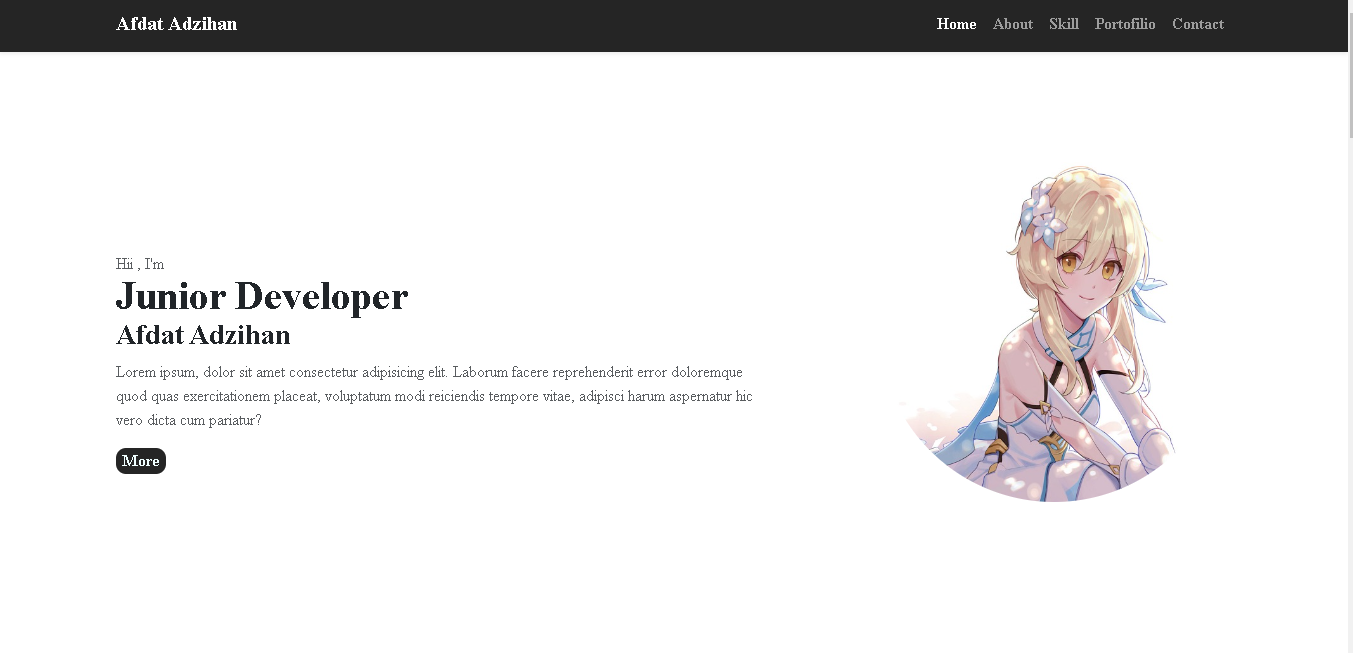 Afdat Adzihan
Home About Skill Portofilio Contact
Hii , I'm
Junior Developer
Afdat Adzihan
Lorem ipsum, dolor sit amet consectetur adipisicing elit. Laborum facere reprehenderit error doloremque
quod quas exercitationem placeat, voluptatum modi reiciendis tempore vitae, adipisci harum aspernatur hic
vero dicta cum pariatur?
More